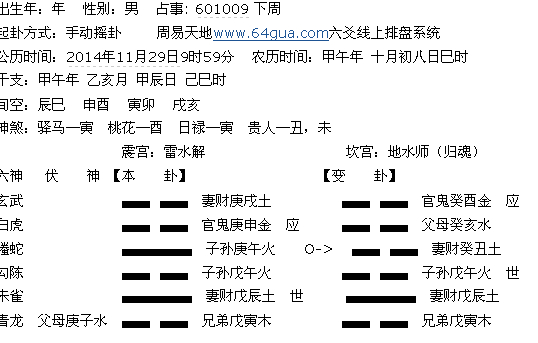 出生年：年 性别：男 占事：601009 下周
起卦方式：手动摇卦 周易天地www.64gua.com六爻线上排盘系统
公历时间：2014年11月29日9时59分 农历时间：甲午年 十月初八日巳时
干支：甲午年 乙亥月 甲辰日 己巳时
旬空：辰巳 申酉 寅卯 戌亥
神煞：驿马—寅 桃花—酉 日禄—寅 贵人—丑，未
震宫：雷水解 坎宫：地水师（归魂）
六神 伏 神 【本 卦】 【变 卦】
玄武 妻财庚戌土 官鬼癸酉金 应
白虎 官鬼庚申金 应 父母癸亥水
螣蛇 子孙庚午火 O-> 妻财癸丑土
勾陈 子孙戊午火 子孙戊午火 世
朱雀 妻财戊辰土 世 妻财戊辰土
青龙 父母庚子水 兄弟戊寅木 兄弟戊寅木